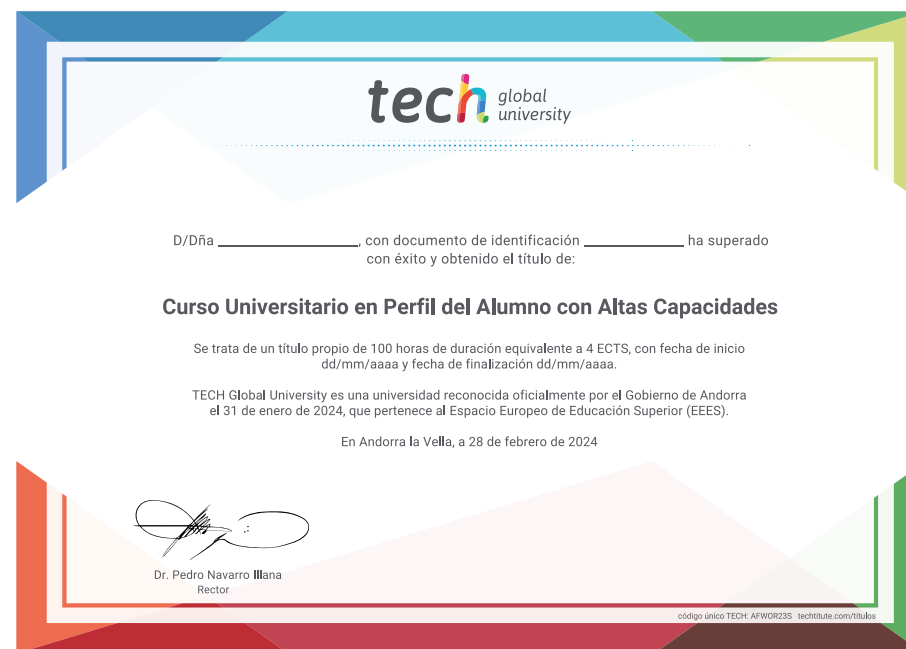 tech global university
D/Dña ____________________, con documento de identificación ______________ ha superado
con éxito y obtenido el título de:
Curso Universitario en Perfil del Alumno con Altas Capacidades
Se trata de un título propio de 100 horas de duración equivalente a 4 ECTS, con fecha de inicio
dd/mm/aaaa y fecha de finalización dd/mm/aaaa.
TECH Global University es una universidad reconocida oficialmente por el Gobierno de Andorra
el 31 de enero de 2024, que pertenece al Espacio Europeo de Educación Superior (EEES).
En Andorra la Vella, a 28 de febrero de 2024
Dr. Pedro Navarro Illana
Rector
código único TECH: AFWOR23S techtitute.com/titulos